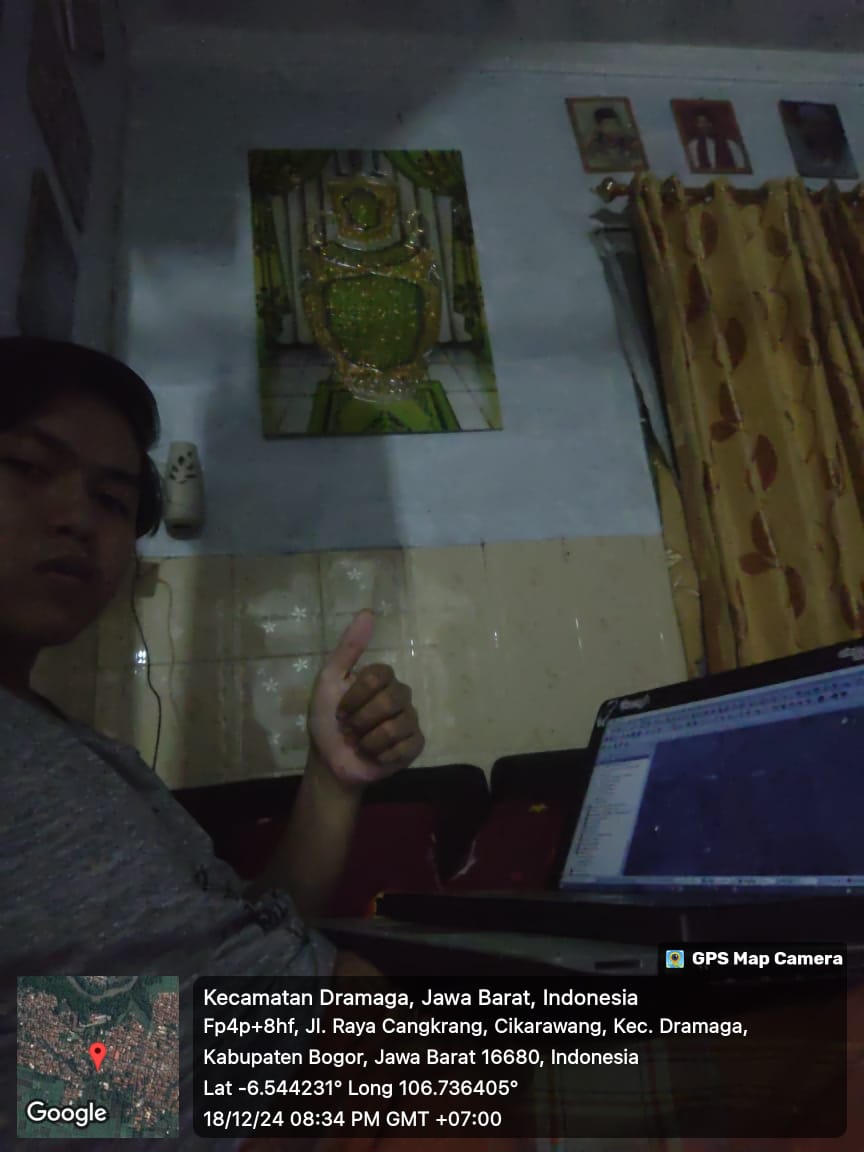 GPS Map Camera
Kecamatan Dramaga, Jawa Barat, Indonesia
Fp4p+8hf, Jl. Raya Cangkrang, Cikarawang, Kec. Dramaga,
Kabupaten Bogor, Jawa Barat 16680, Indonesia
Lat -6.544231° Long 106.736405°
18/12/24 08:34 PM GMT +07:00
Google